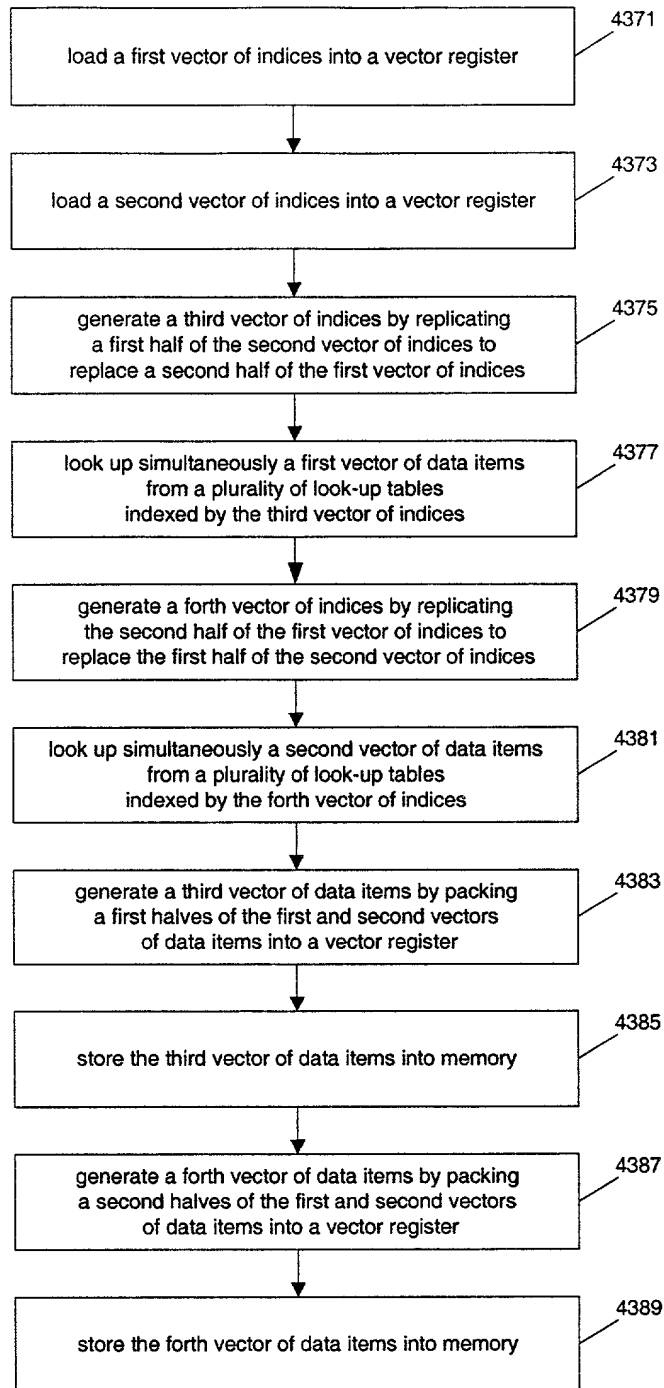 4371
load a first vector of indices into a vector register
4373
load a second vector of indices into a vector register
4375
generate a third vector of indices by replicating
a first half of the second vector of indices to
replace a second half of the first vector of indices
4377
look up simultaneously a first vector of data items
from a plurality of look-up tables
indexed by the third vector of indices
4379
generate a forth vector of indices by replicating
the second half of the first vector of indices to
replace the first half of the second vector of indices
4381
look up simultaneously a second vector of data items
from a plurality of look-up tables
indexed by the forth vector of indices
4383
generate a third vector of data items by packing
a first halves of the first and second vectors
of data items into a vector register
4385
store the third vector of data items into memory
4387
generate a forth vector of data items by packing
a second halves of the first and second vectors
of data items into a vector register
4389
store the forth vector of data items into memory